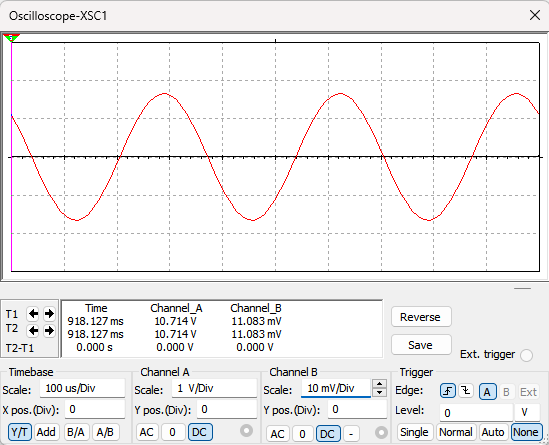 Oscilloscope-XSC1
T1
T2
T2-T1
Time Channel_A Channel_B
918.127 ms 10.714 V 11.083 mV
918.127 ms 10.714 V 11.083 mV
0.000 s 0.000 V 0.000 V
Reverse
Save
Ext. trigger
Timebase
Scale: 100 us/Div
X pos.(Div): 0
Y/T Add B/A A/B
Channel A
Scale: 1 V/Div
Y pos.(Div): 0
AC 0 DC
Channel B
Scale: 10 mV/Div
Y pos.(Div): 0
AC 0 DC -
Trigger
Edge: A B Ext
Level: 0 V
Single Normal Auto None